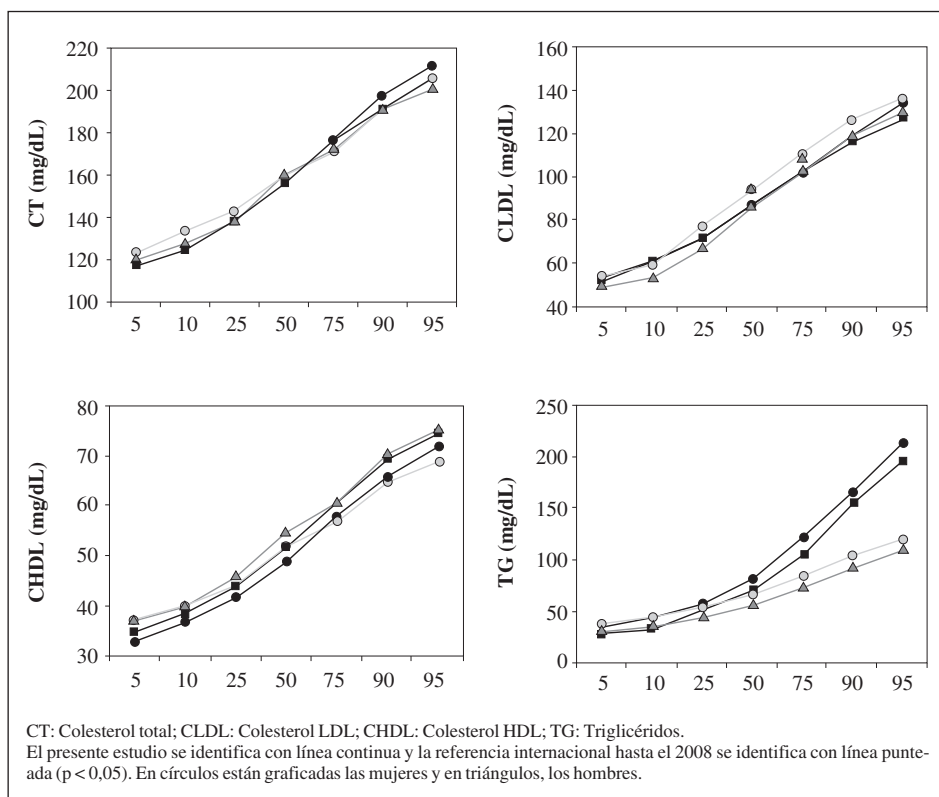 220
200
180
160
140
120
100
CT (mg/dL)
5 10 25 50 75 90 95
160
140
120
100
80
60
40
CLDL (mg/dL)
5 10 25 50 75 90 95
80
70
60
50
40
30
CHDL (mg/dL)
5 10 25 50 75 90 95
250
200
150
100
50
0
TG (mg/dL)
5 10 25 50 75 90 95
CT: Colesterol total; CLDL: Colesterol LDL; CHDL: Colesterol HDL; TG: Triglicéridos.
El presente estudio se identifica con línea continua y la referencia internacional hasta el 2008 se identifica con línea punte-
ada (p < 0,05). En círculos están graficadas las mujeres y en triángulos, los hombres.